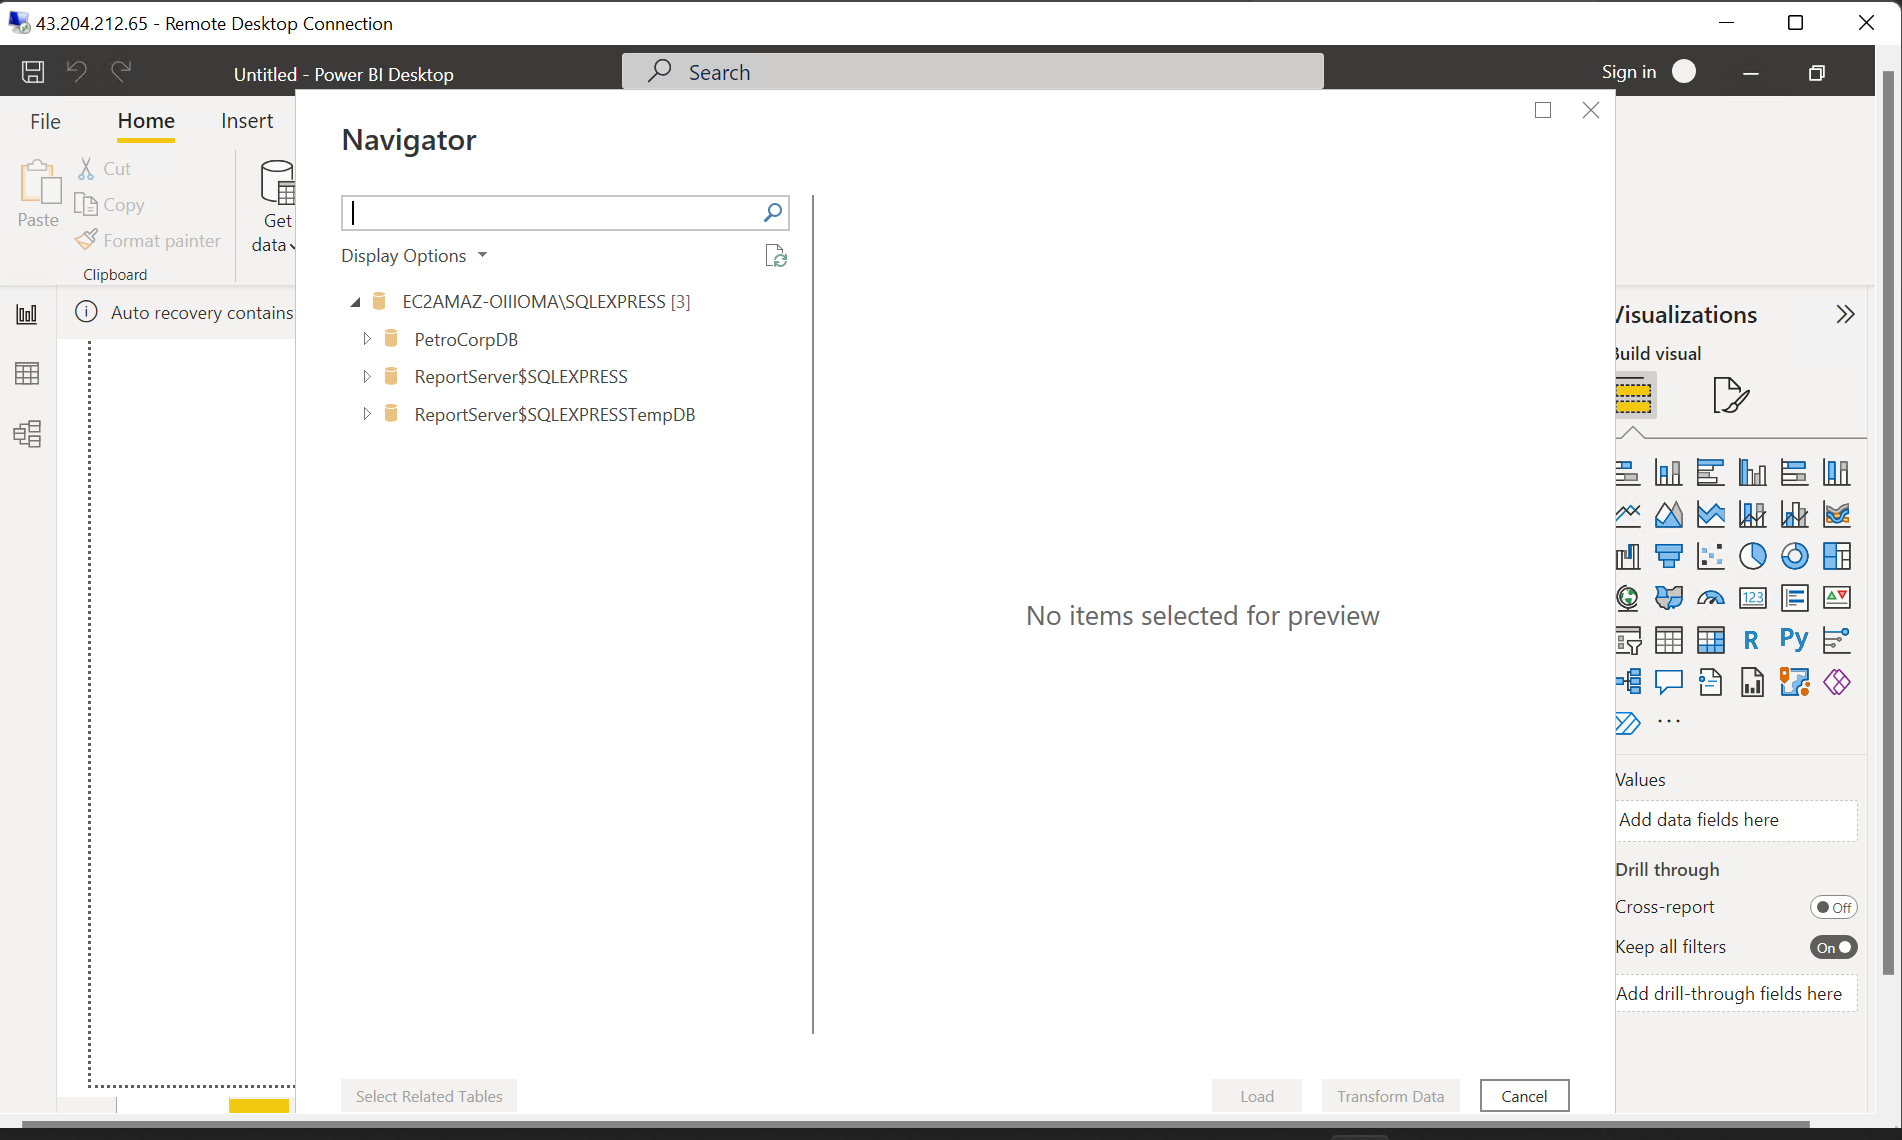 43.204.212.65 - Remote Desktop Connection
Untitled - Power BI Desktop
Search
Sign in
File
Home
Insert
Paste
Cut
Copy
Format painter
Clipboard
Get
data
Auto recovery contains
Navigator
Display Options
EC2AMAZ-OIIIOMA\SQLEXPRESS [3]
PetroCorpDB
ReportServer$SQLEXPRESS
ReportServer$SQLEXPRESSTempDB
No items selected for preview
Select Related Tables
Load
Transform Data
Cancel
Visualizations
Build visual
123
R
Py
Values
Add data fields here
Drill through
Cross-report
Off
Keep all filters
On
Add drill-through fields here